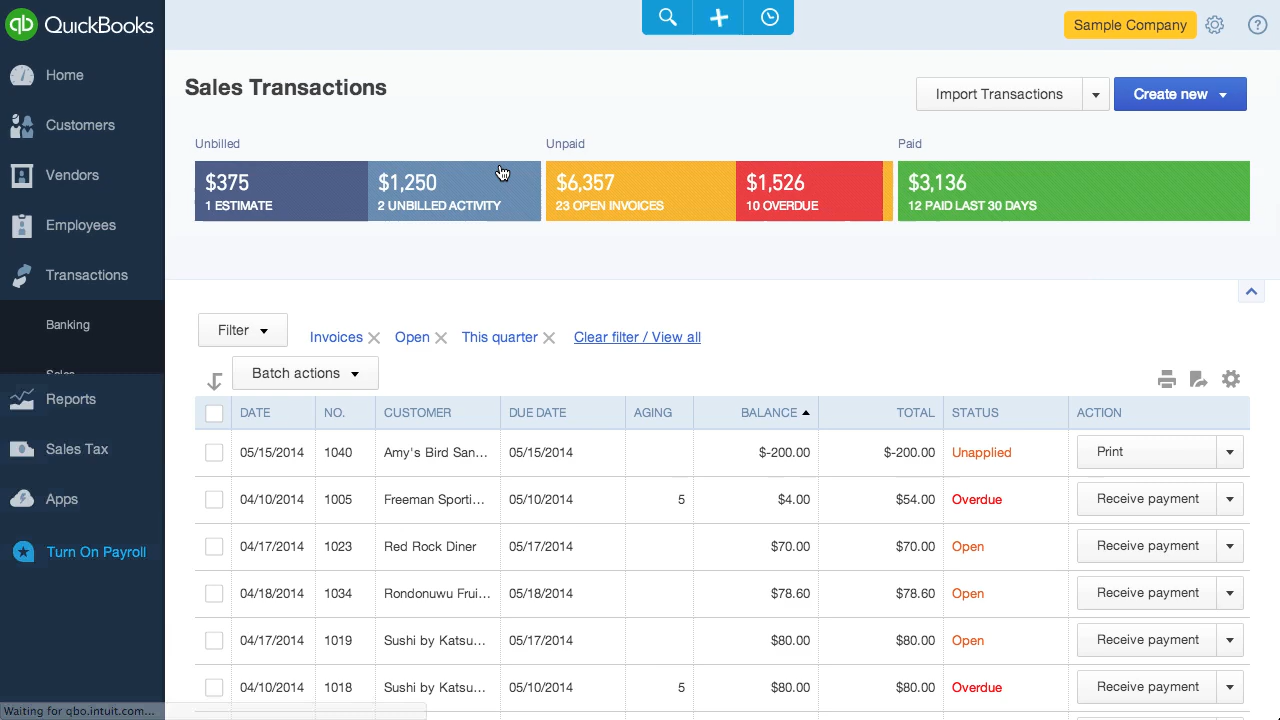 qb QuickBooks
Sample Company
Home
Customers
Vendors
Employees
Transactions
Banking
Sales
Reports
Sales Tax
Apps
Turn On Payroll
Waiting for qbo.intuit.com...
Sales Transactions
Import Transactions
Create new
Unbilled Unpaid Paid
$375 $1,250 $6,357 $1,526 $3,136
1 ESTIMATE 2 UNBILLED ACTIVITY 23 OPEN INVOICES 10 OVERDUE 12 PAID LAST 30 DAYS
Filter Invoices Open This quarter Clear filter / View all
Batch actions
DATE NO. CUSTOMER DUE DATE AGING BALANCE TOTAL STATUS ACTION
05/15/2014 1040 Amy's Bird San... 05/15/2014 $-200.00 $-200.00 Unapplied Print
04/10/2014 1005 Freeman Sporti... 05/10/2014 5 $4.00 $54.00 Overdue Receive payment
04/17/2014 1023 Red Rock Diner 05/17/2014 $70.00 $70.00 Open Receive payment
04/18/2014 1034 Rondonuwu Frui... 05/18/2014 $78.60 $78.60 Open Receive payment
04/17/2014 1019 Sushi by Katsu... 05/17/2014 $80.00 $80.00 Open Receive payment
04/10/2014 1018 Sushi by Katsu... 05/10/2014 5 $80.00 $80.00 Overdue Receive payment